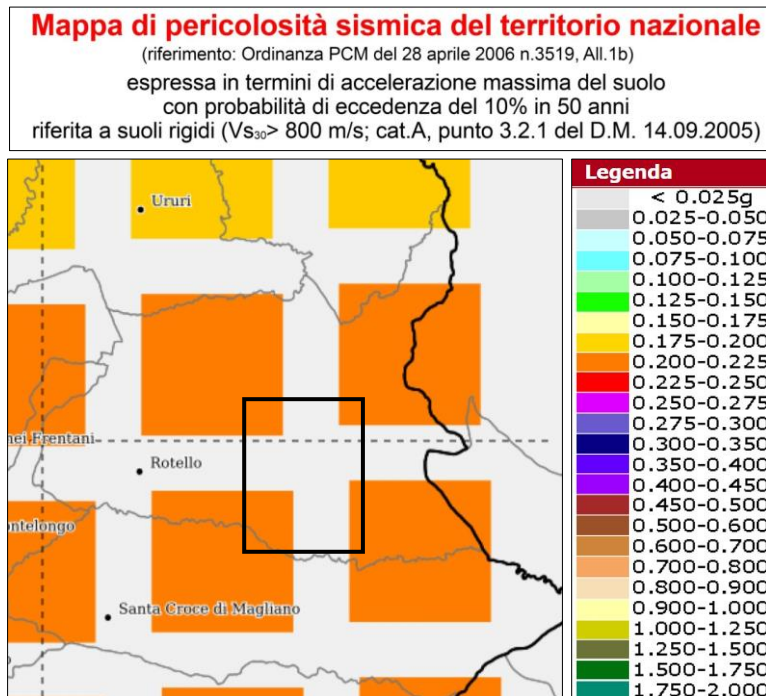 Mappa di pericolosità sismica del territorio nazionale
(riferimento: Ordinanza PCM del 28 aprile 2006 n.3519, All.1b)
espressa in termini di accelerazione massima del suolo
con probabilità di eccedenza del 10% in 50 anni
riferita a suoli rigidi (Vs₃₀> 800 m/s; cat.A, punto 3.2.1 del D.M. 14.09.2005)
Ururi
nei Frentani
Rotello
ontelongo
Santa Croce di Magliano
Legenda
< 0.025g
0.025-0.050
0.050-0.075
0.075-0.100
0.100-0.125
0.125-0.150
0.150-0.175
0.175-0.200
0.200-0.225
0.225-0.250
0.250-0.275
0.275-0.300
0.300-0.350
0.350-0.400
0.400-0.450
0.450-0.500
0.500-0.600
0.600-0.700
0.700-0.800
0.800-0.900
0.900-1.000
1.000-1.250
1.250-1.500
1.500-1.750
1.750-2.000